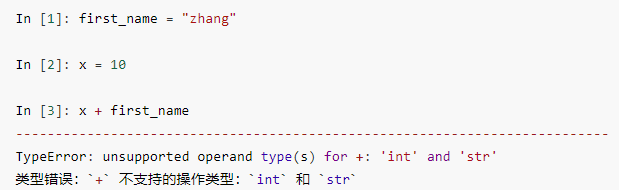 In [1]: first_name = "zhang"
In [2]: x = 10
In [3]: x + first_name
---------------------------------------------------------------------------
TypeError: unsupported operand type(s) for +: 'int' and 'str'
类型错误：`+` 不支持的操作类型：`int` 和 `str`